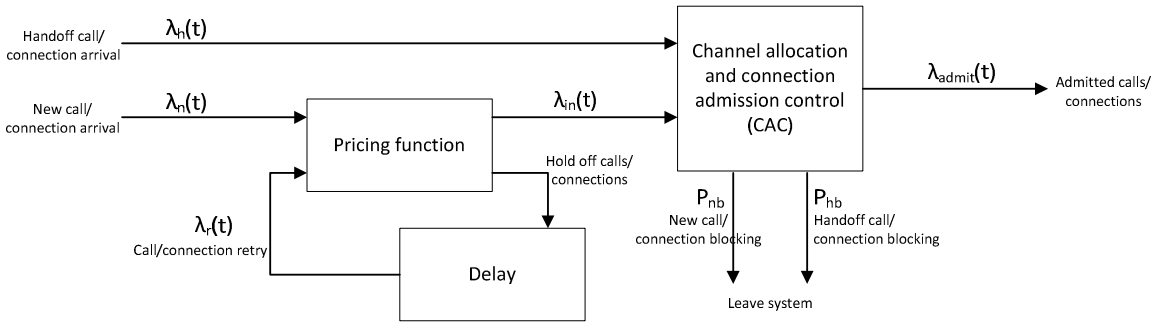 λh(t)
Handoff call/
connection arrival
Channel allocation
and connection
admission control
(CAC)
λadmit(t)
Admitted calls/
connections
New call/
connection arrival
λn(t)
λin(t)
Pricing function
Hold off calls/
connections
λr(t)
Call/connection retry
Delay
Pnb
New call/
connection blocking
Phb
Handoff call/
connection blocking
Leave system